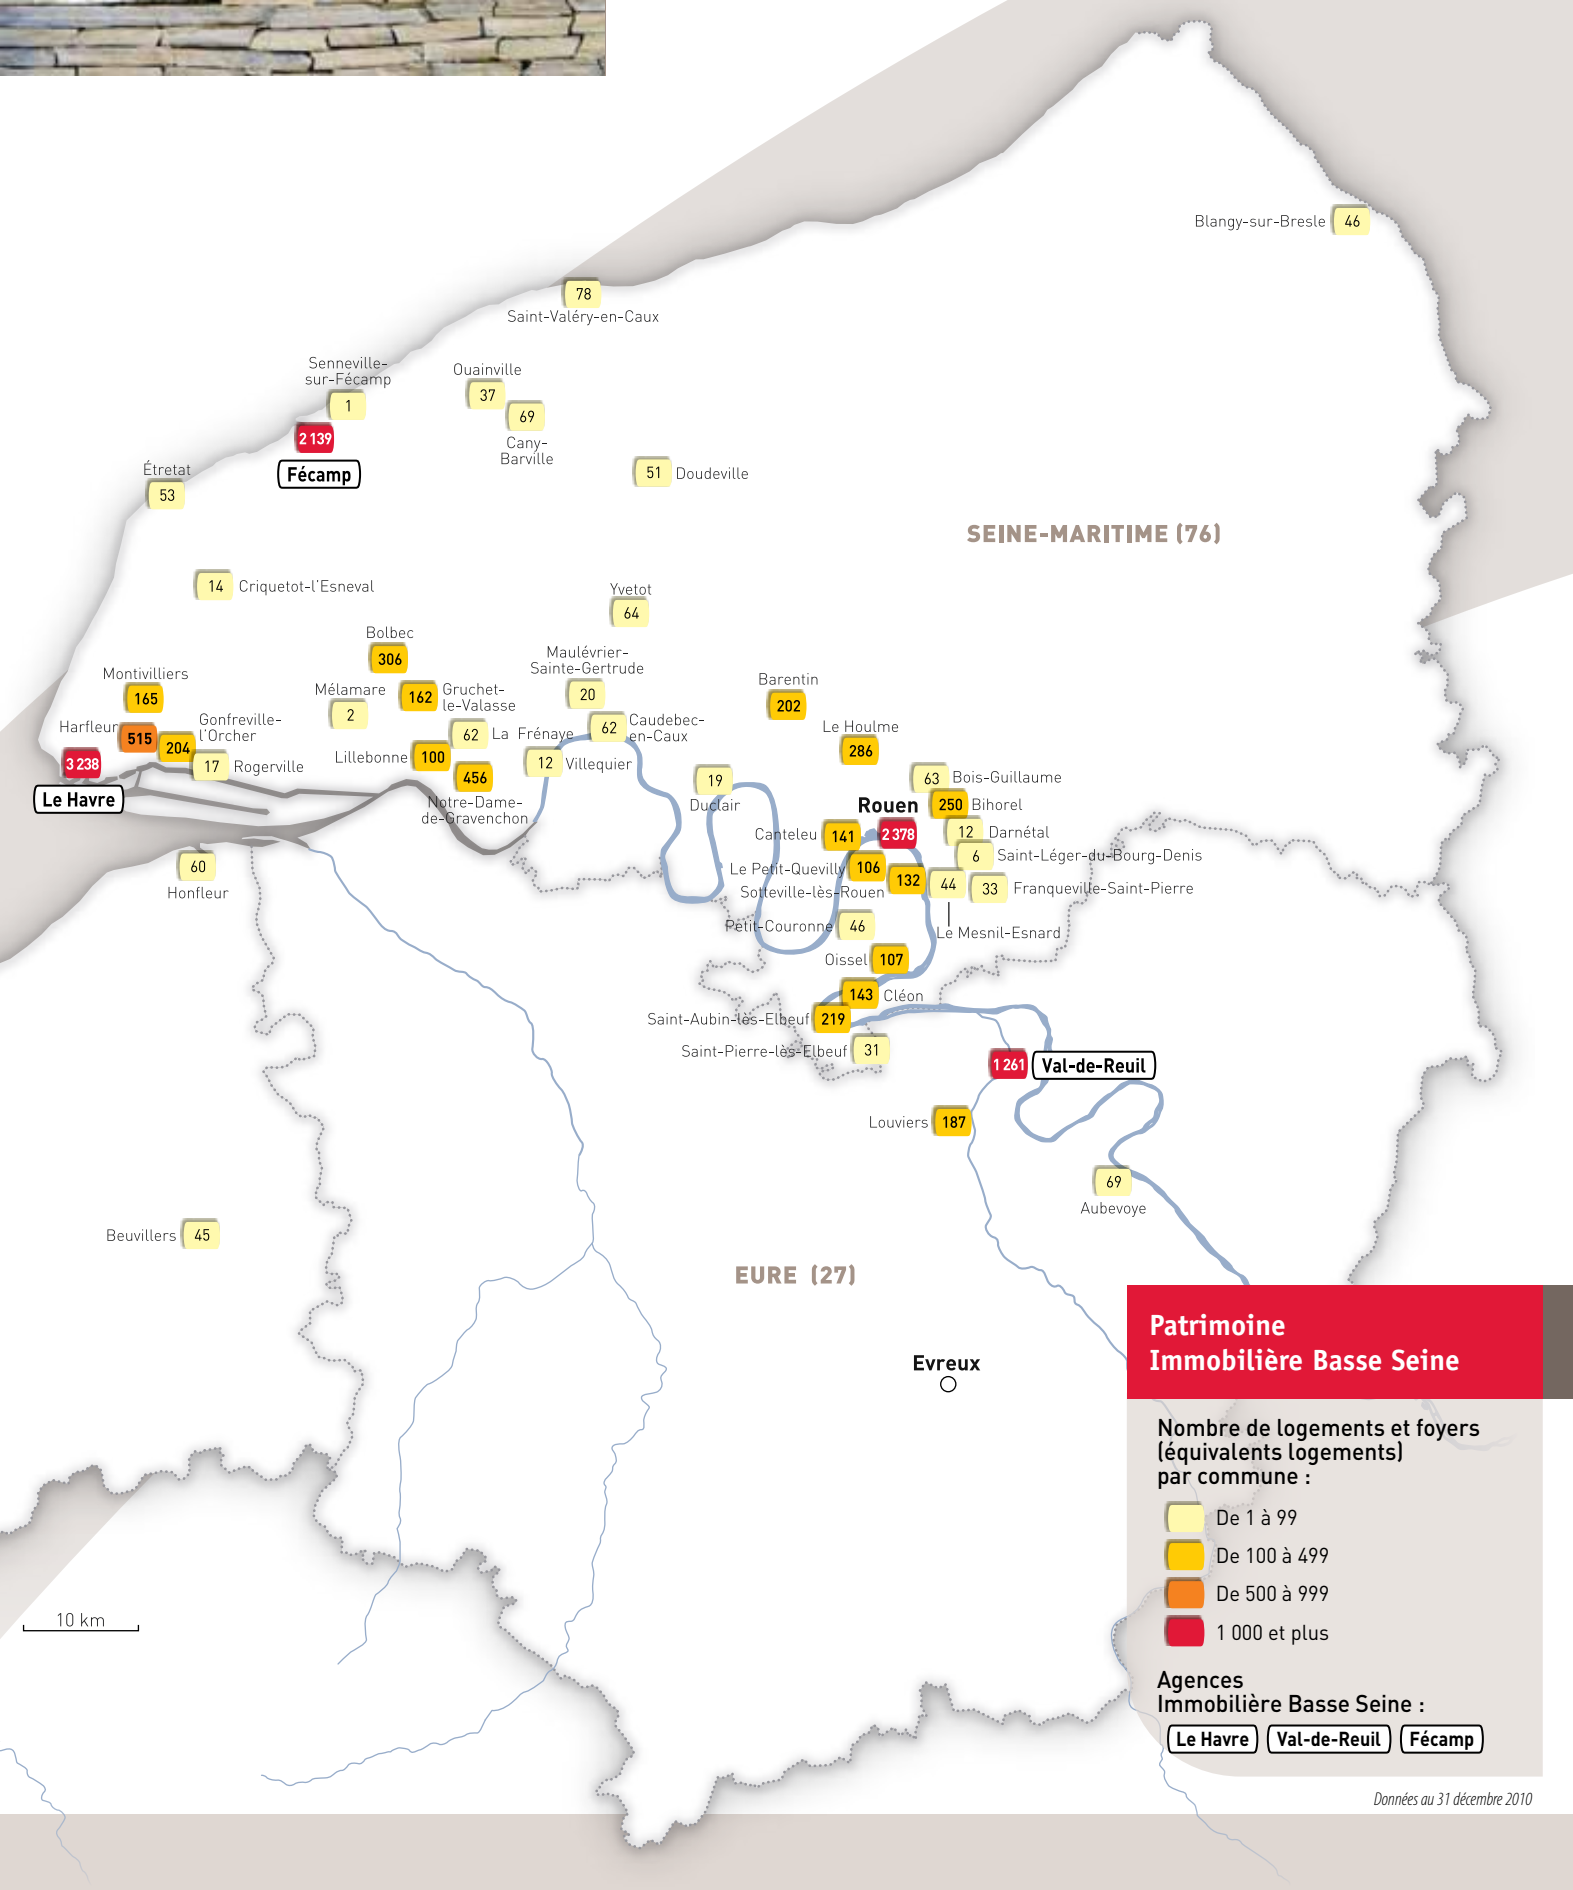 Blangy-sur-Bresle 46
78
Saint-Valéry-en-Caux
Senneville-
sur-Fécamp
1
Ouainville
37
69
Cany-
Barville
2 139
Fécamp
Étretat
53
51 Doudeville
SEINE-MARITIME (76)
14 Criquetot-l'Esneval
Yvetot
64
Bolbec
306
Maulévrier-
Sainte-Gertrude
20
Montivilliers
165
Mélamare
2
162 Gruchet-
le-Valasse
Barentin
202
Harfleur 515
Gonfreville-
l'Orcher
204
62 La Frénaye
62 Caudebec-
en-Caux
Le Houlme
286
3 238
Le Havre
17 Rogerville
Lillebonne 100
456
Notre-Dame-
de-Gravenchon
12 Villequier
19
Duclair
63 Bois-Guillaume
Rouen
2 378
250 Bihorel
Canteleu 141
12 Darnétal
6 Saint-Léger-du-Bourg-Denis
Le Petit-Quevilly 106
Sotteville-lès-Rouen 132
44
Le Mesnil-Esnard
33 Franqueville-Saint-Pierre
60
Honfleur
Petit-Couronne 46
Oissel 107
143 Cléon
Saint-Aubin-lès-Elbeuf 219
Saint-Pierre-lès-Elbeuf 31
1 261 Val-de-Reuil
Louviers 187
69
Aubevoye
Beuvillers 45
EURE (27)
Evreux
Patrimoine
Immobilière Basse Seine
Nombre de logements et foyers
(équivalents logements)
par commune :
De 1 à 99
De 100 à 499
De 500 à 999
1 000 et plus
Agences
Immobilière Basse Seine :
Le Havre Val-de-Reuil Fécamp
10 km
Données au 31 décembre 2010